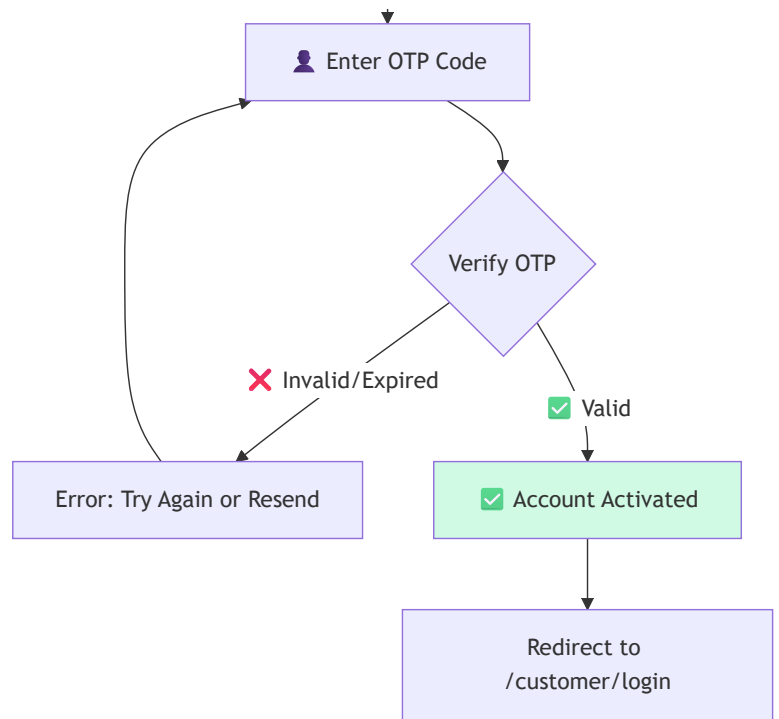 👤 Enter OTP Code
Verify OTP
❌ Invalid/Expired
✅ Valid
Error: Try Again or Resend
✅ Account Activated
Redirect to
/customer/login